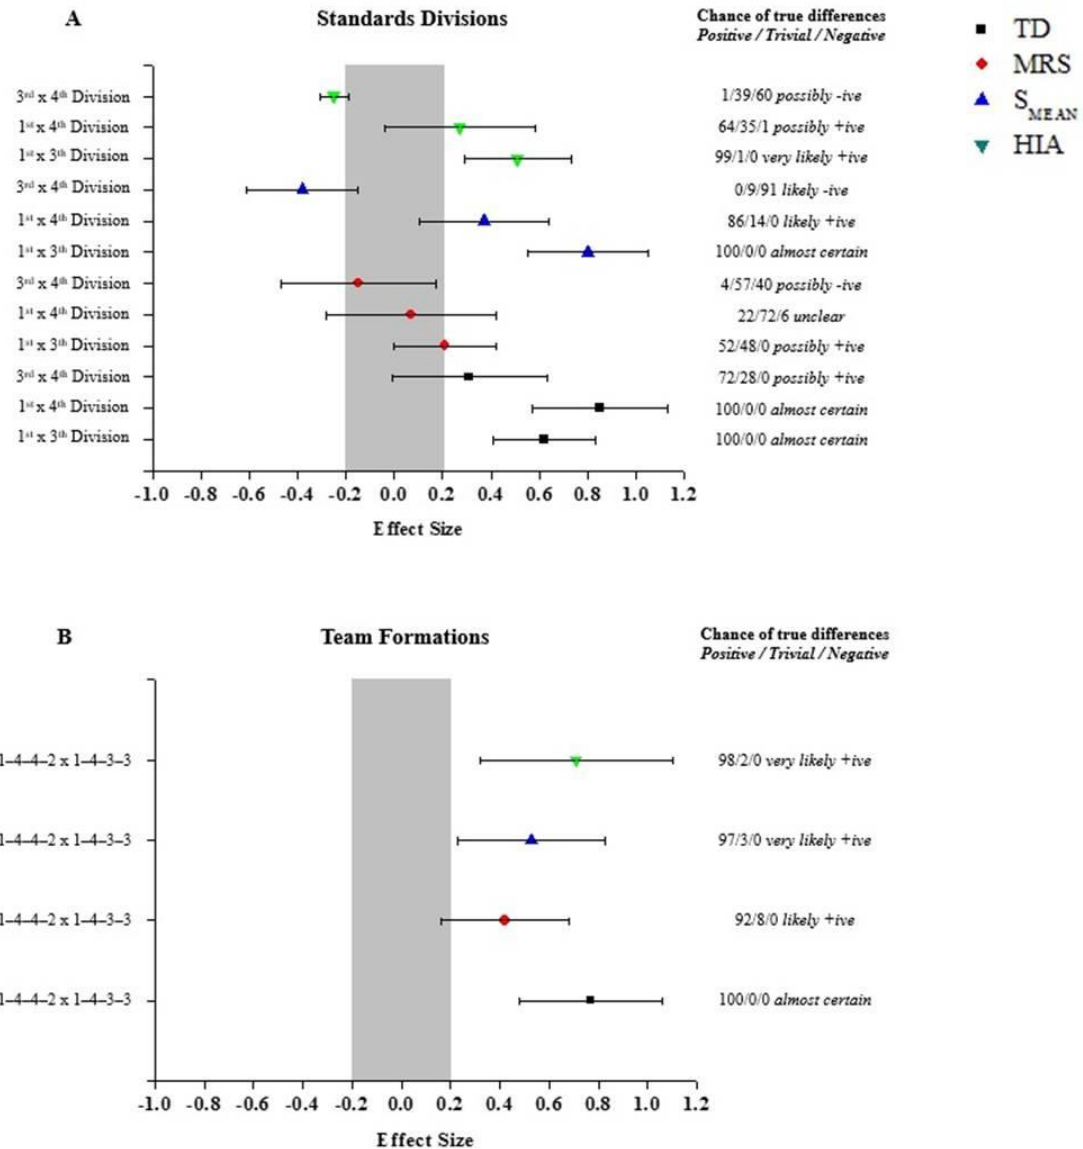 A
Standards Divisions
Chance of true differences
Positive / Trivial / Negative
TD
MRS
S_MEAN
HIA
3rd x 4th Division 1/39/60 possibly -ive
1st x 4th Division 64/35/1 possibly +ive
1st x 3th Division 99/1/0 very likely +ive
3rd x 4th Division 0/9/91 likely -ive
1st x 4th Division 86/14/0 likely +ive
1st x 3th Division 100/0/0 almost certain
3rd x 4th Division 4/57/40 possibly -ive
1st x 4th Division 22/72/6 unclear
1st x 3th Division 52/48/0 possibly +ive
3rd x 4th Division 72/28/0 possibly +ive
1st x 4th Division 100/0/0 almost certain
1st x 3th Division 100/0/0 almost certain
-1.0 -0.8 -0.6 -0.4 -0.2 0.0 0.2 0.4 0.6 0.8 1.0 1.2
Effect Size
B
Team Formations
Chance of true differences
Positive / Trivial / Negative
1–4–4–2 x 1–4–3–3 98/2/0 very likely +ive
1–4–4–2 x 1–4–3–3 97/3/0 very likely +ive
1–4–4–2 x 1–4–3–3 92/8/0 likely +ive
1–4–4–2 x 1–4–3–3 100/0/0 almost certain
-1.0 -0.8 -0.6 -0.4 -0.2 0.0 0.2 0.4 0.6 0.8 1.0 1.2
Effect Size